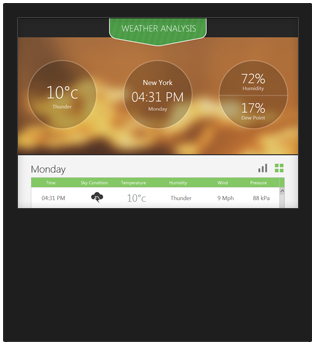 WEATHER ANALYSIS
10°c
Thunder
New York
04:31 PM
Monday
72%
Humidity
17%
Dew Point
Monday
Time Sky Condition Temperature Humidity Wind Pressure
04:31 PM 10°c Thunder 9 Mph 88 kPa